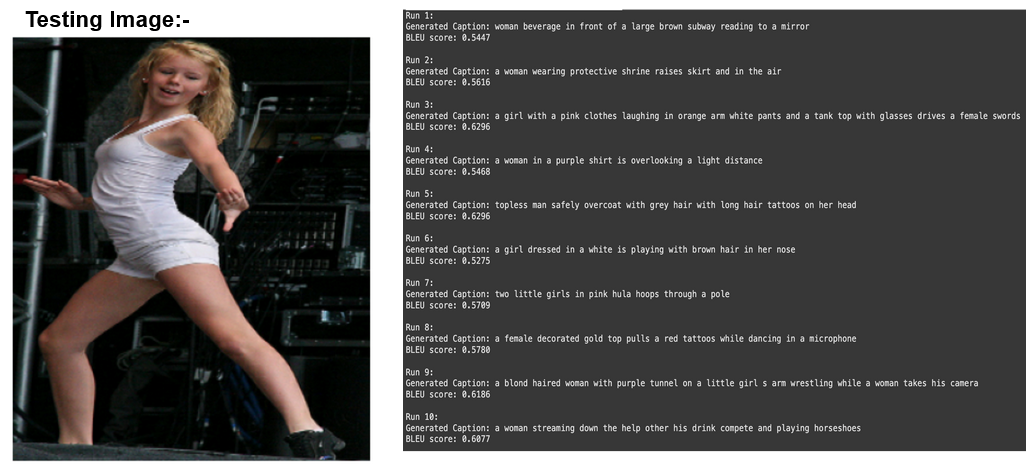 Testing Image:-
Run 1:
Generated Caption: woman beverage in front of a large brown subway reading to a mirror
BLEU score: 0.5447
Run 2:
Generated Caption: a woman wearing protective shrine raises skirt and in the air
BLEU score: 0.5616
Run 3:
Generated Caption: a girl with a pink clothes laughing in orange arm white pants and a tank top with glasses drives a female swords
BLEU score: 0.6296
Run 4:
Generated Caption: a woman in a purple shirt is overlooking a light distance
BLEU score: 0.5468
Run 5:
Generated Caption: topless man safely overcoat with grey hair with long hair tattoos on her head
BLEU score: 0.6296
Run 6:
Generated Caption: a girl dressed in a white is playing with brown hair in her nose
BLEU score: 0.5275
Run 7:
Generated Caption: two little girls in pink hula hoops through a pole
BLEU score: 0.5709
Run 8:
Generated Caption: a female decorated gold top pulls a red tattoos while dancing in a microphone
BLEU score: 0.5780
Run 9:
Generated Caption: a blond haired woman with purple tunnel on a little girl s arm wrestling while a woman takes his camera
BLEU score: 0.6186
Run 10:
Generated Caption: a woman streaming down the help other his drink compete and playing horseshoes
BLEU score: 0.6077